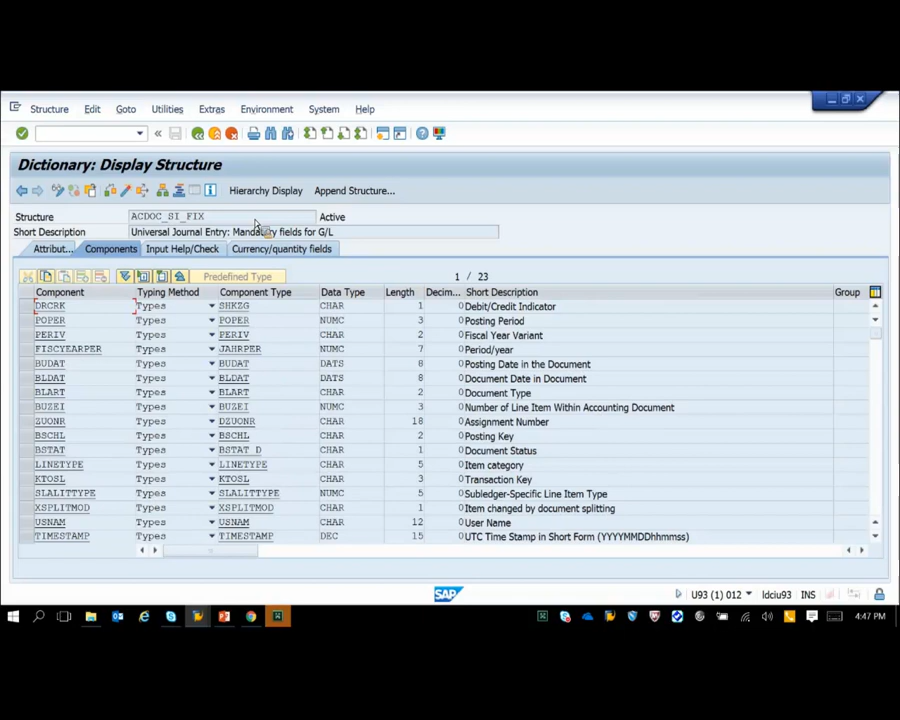 Structure Edit Goto Utilities Extras Environment System Help
Dictionary: Display Structure
Hierarchy Display Append Structure...
Structure ACDOC_SI_FIX Active
Short Description Universal Journal Entry: Mandatory fields for G/L
Attribut... Components Input Help/Check Currency/quantity fields
Predefined Type 1 / 23
Component Typing Method Component Type Data Type Length Decim... Short Description Group
DRCRK Types SHKZG CHAR 1 0 Debit/Credit Indicator
POPER Types POPER NUMC 3 0 Posting Period
PERIV Types PERIV CHAR 2 0 Fiscal Year Variant
FISCYEARPER Types JAHRPER NUMC 7 0 Period/year
BUDAT Types BUDAT DATS 8 0 Posting Date in the Document
BLDAT Types BLDAT DATS 8 0 Document Date in Document
BLART Types BLART CHAR 2 0 Document Type
BUZEI Types BUZEI NUMC 3 0 Number of Line Item Within Accounting Document
ZUONR Types DZUONR CHAR 18 0 Assignment Number
BSCHL Types BSCHL CHAR 2 0 Posting Key
BSTAT Types BSTAT_D CHAR 1 0 Document Status
LINETYPE Types LINETYPE CHAR 5 0 Item category
KTOSL Types KTOSL CHAR 3 0 Transaction Key
SLALITTYPE Types SLALITTYPE NUMC 5 0 Subledger-Specific Line Item Type
XSPLITMOD Types XSPLITMOD CHAR 1 0 Item changed by document splitting
USNAM Types USNAM CHAR 12 0 User Name
TIMESTAMP Types TIMESTAMP DEC 15 0 UTC Time Stamp in Short Form (YYYYMMDDhhmmss)
SAP U93 (1) 012 ldciu93 INS
4:47 PM